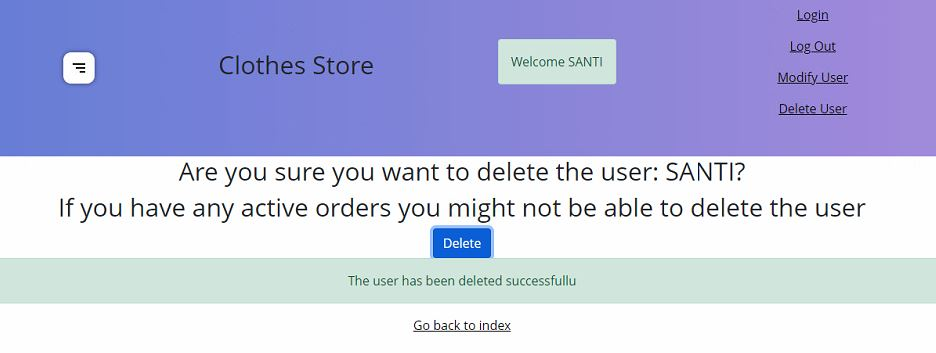 Clothes Store
Welcome SANTI
Login
Log Out
Modify User
Delete User
Are you sure you want to delete the user: SANTI?
If you have any active orders you might not be able to delete the user
Delete
The user has been deleted successfullu
Go back to index